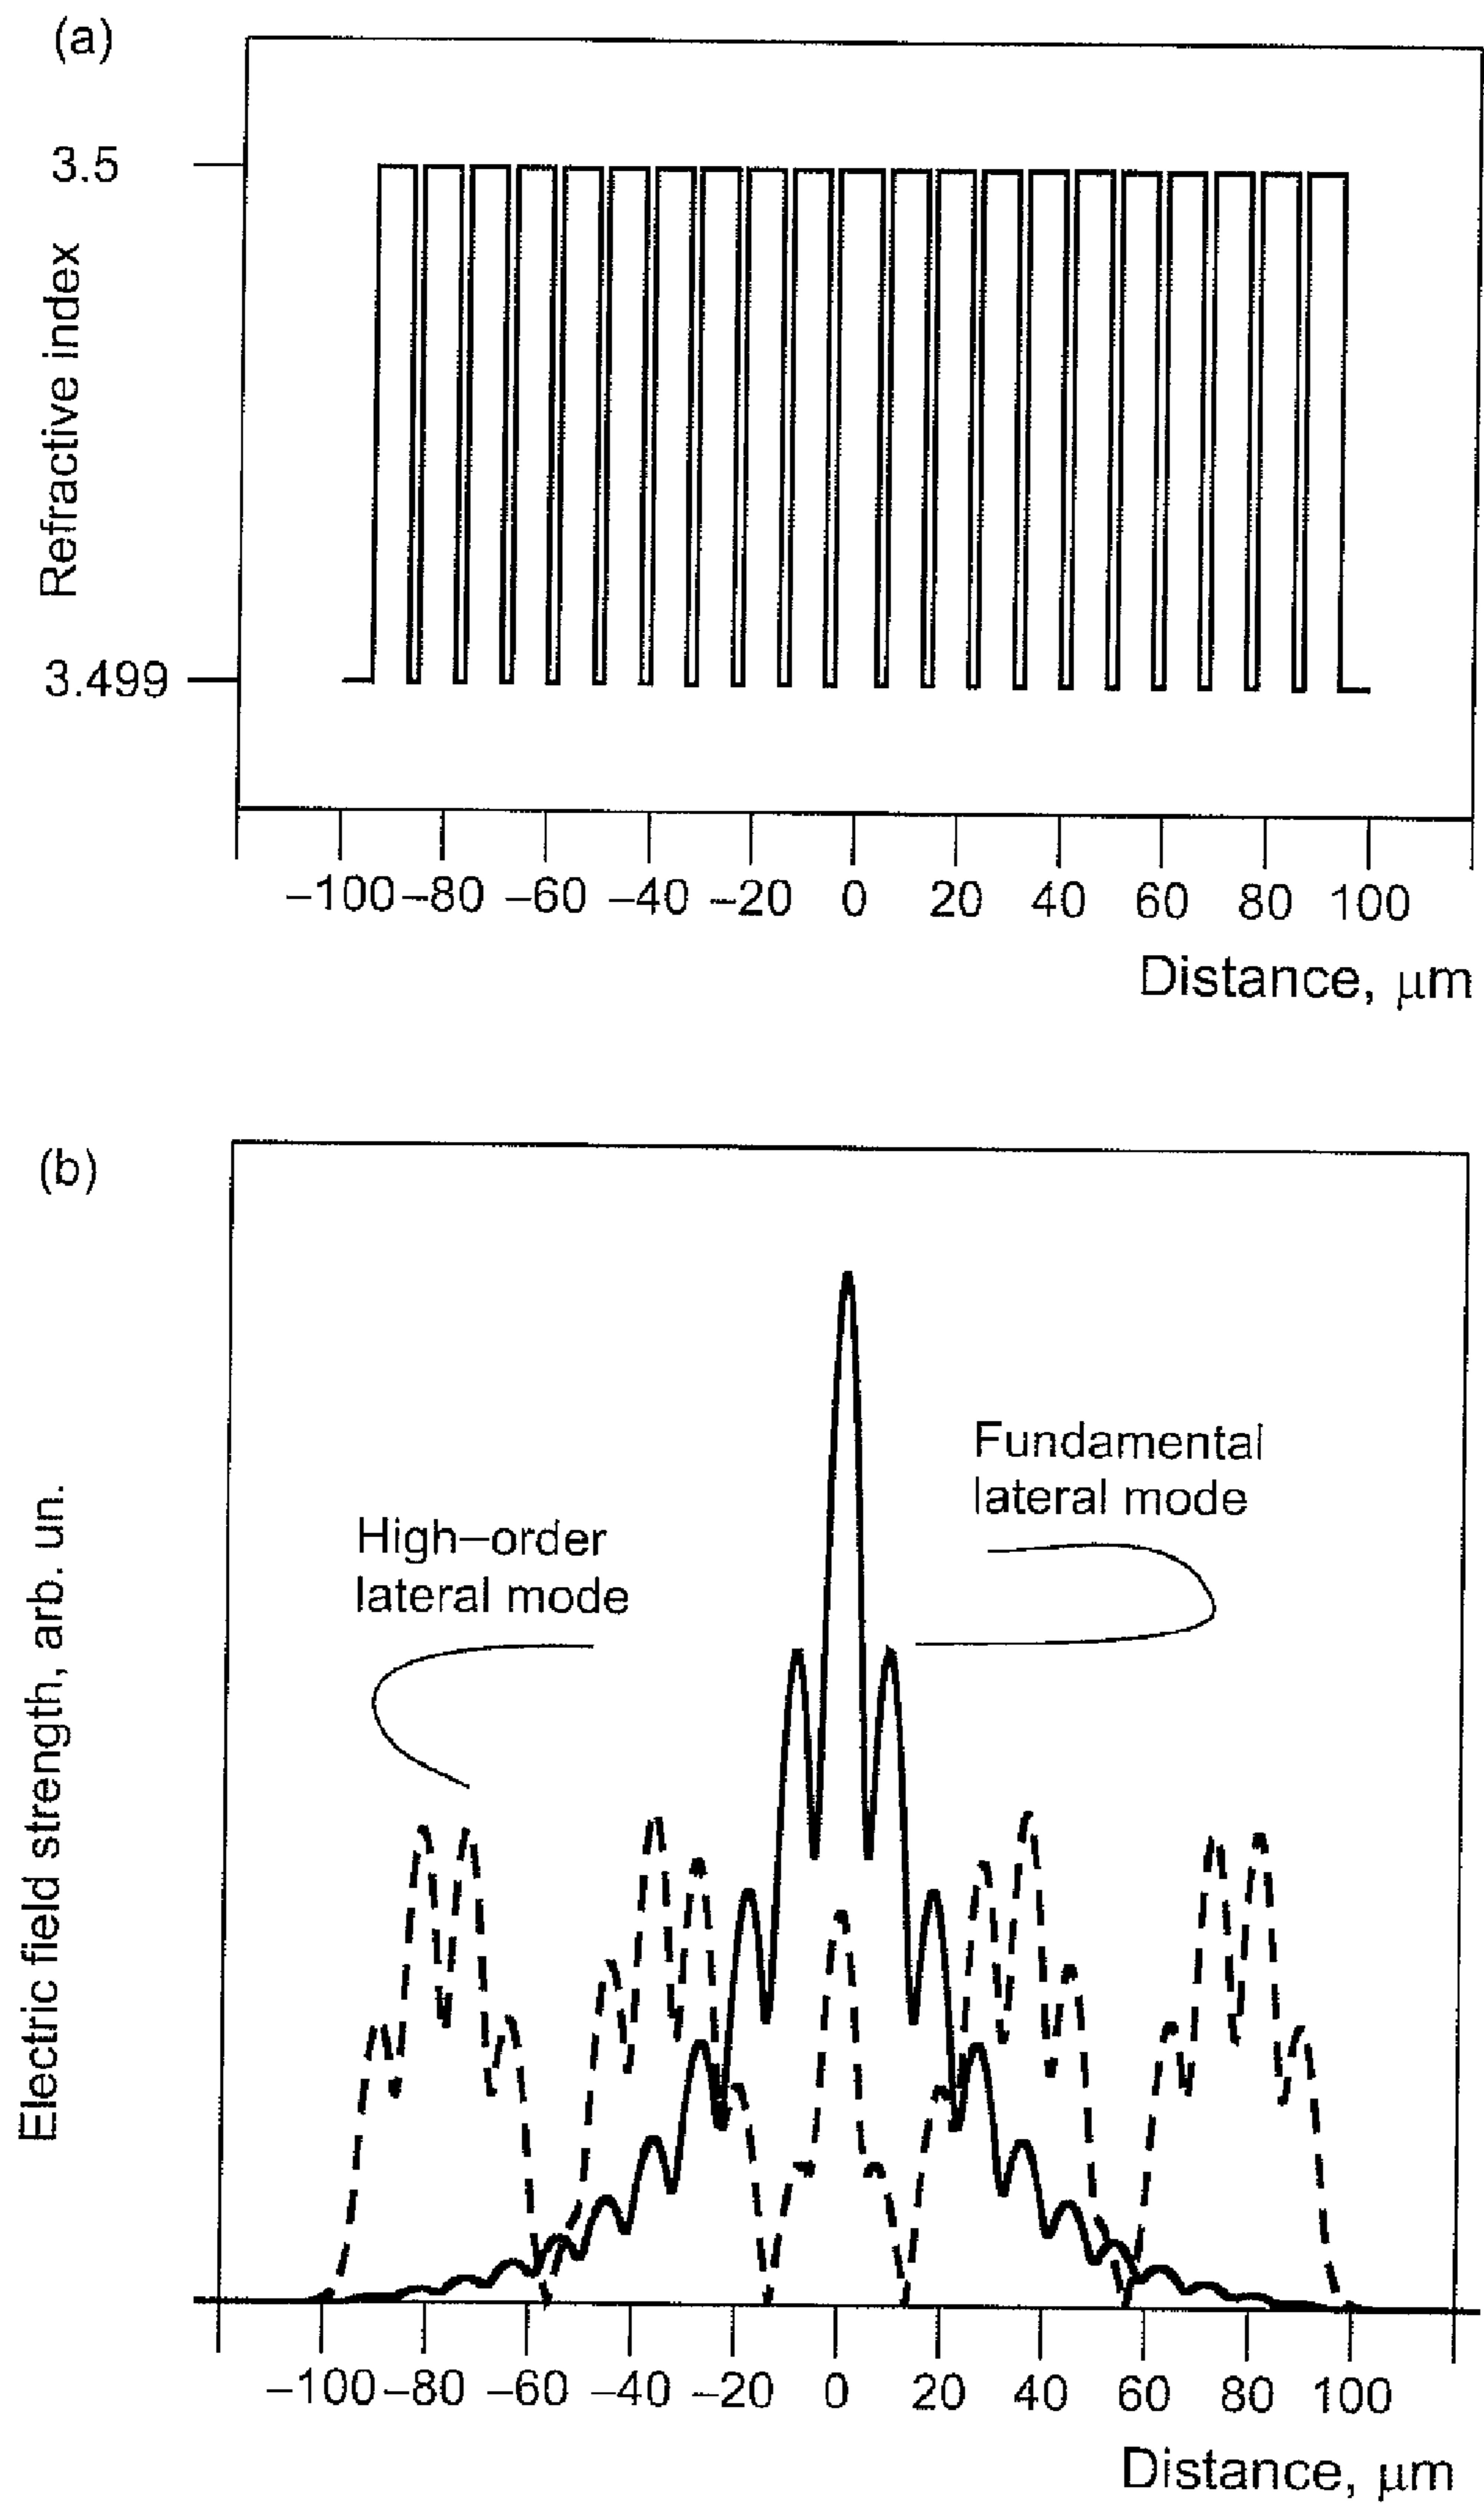 (a)
3.5
Refractive index
3.499
–100 –80 –60 –40 –20 0 20 40 60 80 100
Distance, μm
(b)
Fundamental
lateral mode
High–order
lateral mode
Electric field strength, arb. un.
–100 –80 –60 –40 –20 0 20 40 60 80 100
Distance, μm